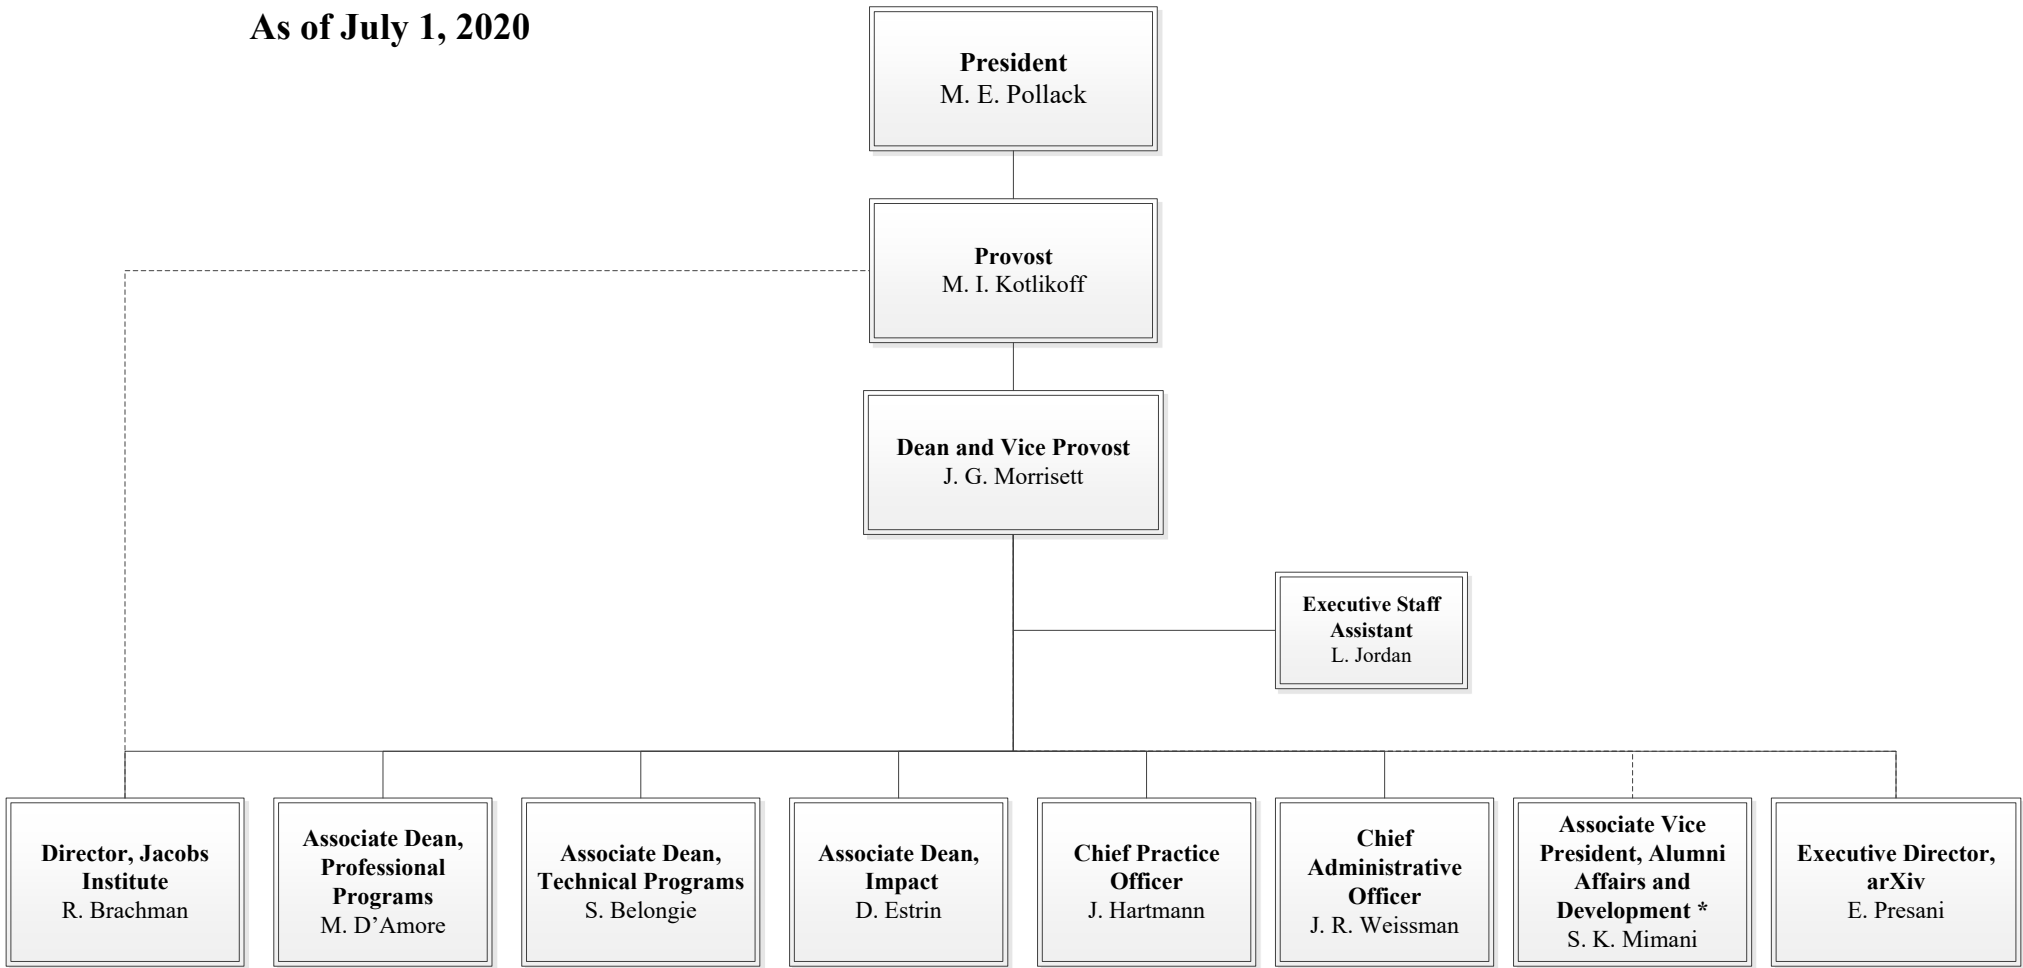 As of July 1, 2020
President
M. E. Pollack
Provost
M. I. Kotlikoff
Dean and Vice Provost
J. G. Morrisett
Executive Staff
Assistant
L. Jordan
Director, Jacobs
Institute
R. Brachman
Associate Dean,
Professional
Programs
M. D’Amore
Associate Dean,
Technical Programs
S. Belongie
Associate Dean,
Impact
D. Estrin
Chief Practice
Officer
J. Hartmann
Chief
Administrative
Officer
J. R. Weissman
Associate Vice
President, Alumni
Affairs and
Development *
S. K. Mimani
Executive Director,
arXiv
E. Presani